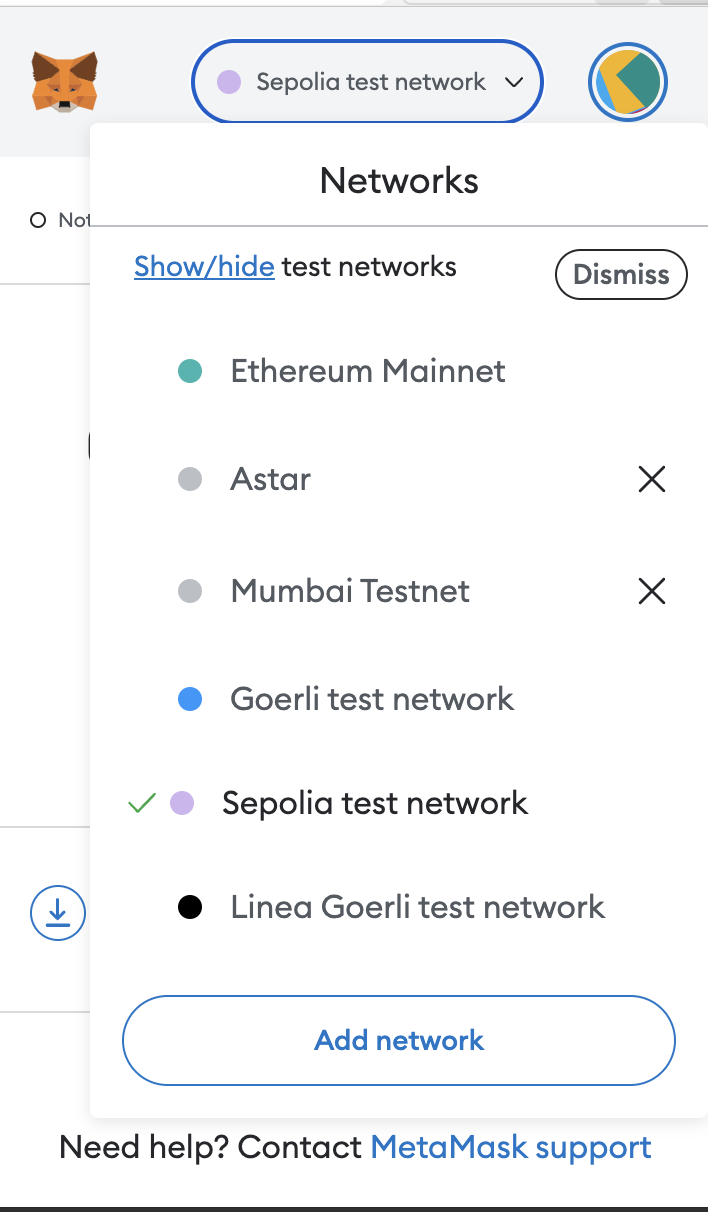 Sepolia test network
Networks
Not
Show/hide test networks
Dismiss
Ethereum Mainnet
Astar
Mumbai Testnet
Goerli test network
Sepolia test network
Linea Goerli test network
Add network
Need help? Contact MetaMask support